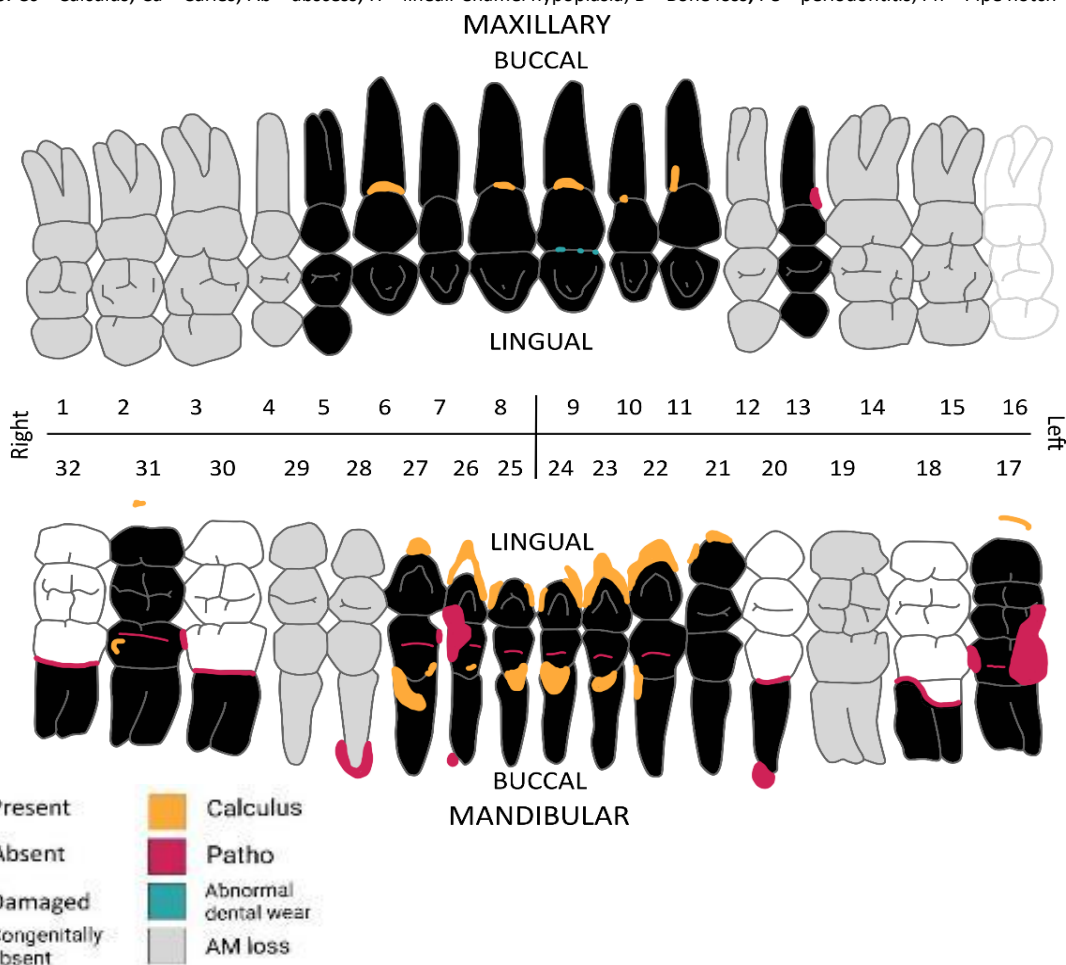 MAXILLARY
BUCCAL
LINGUAL
1 2 3 4 5 6 7 8 9 10 11 12 13 14 15 16
Right
Left
32 31 30 29 28 27 26 25 24 23 22 21 20 19 18 17
LINGUAL
BUCCAL
MANDIBULAR
Present Calculus
Absent Patho
Damaged Abnormal
dental wear
Congenitally
absent AM loss